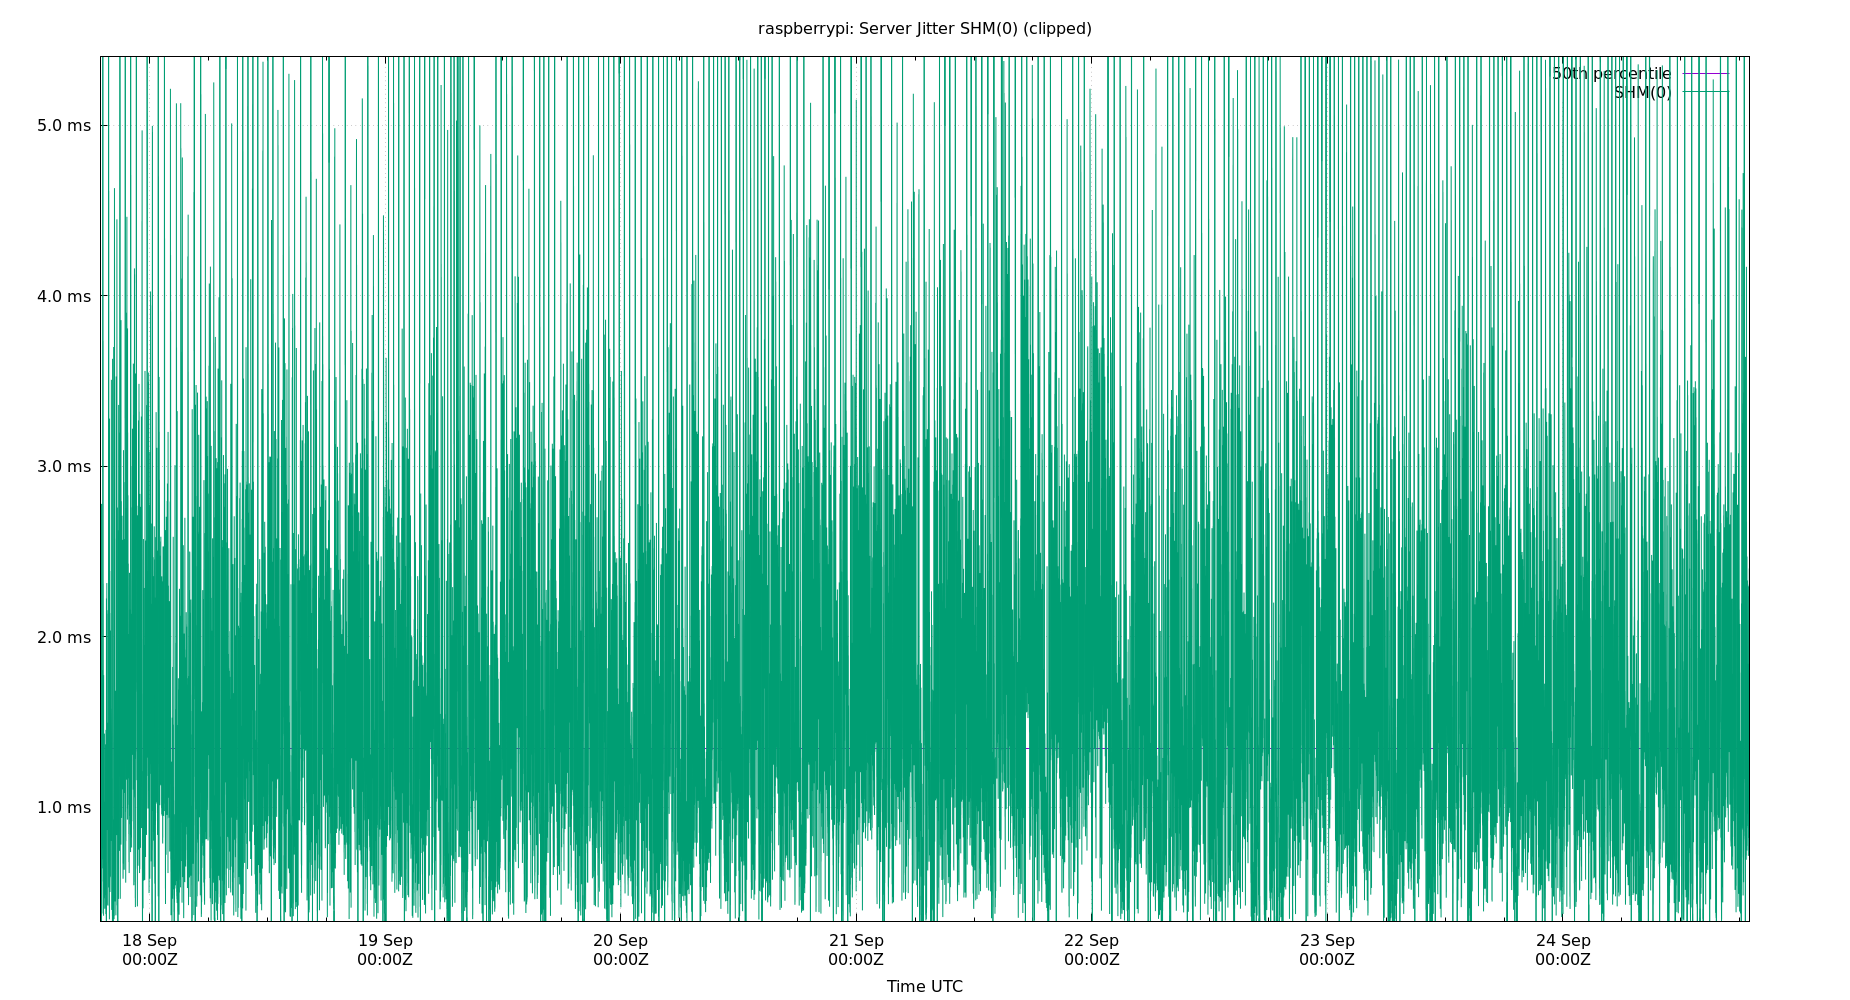 raspberrypi: Server Jitter SHM(0) (clipped)
50th percentile
SHM(0)
5.0 ms
4.0 ms
3.0 ms
2.0 ms
1.0 ms
18 Sep 19 Sep 20 Sep 21 Sep 22 Sep 23 Sep 24 Sep
00:00Z 00:00Z 00:00Z 00:00Z 00:00Z 00:00Z 00:00Z
Time UTC